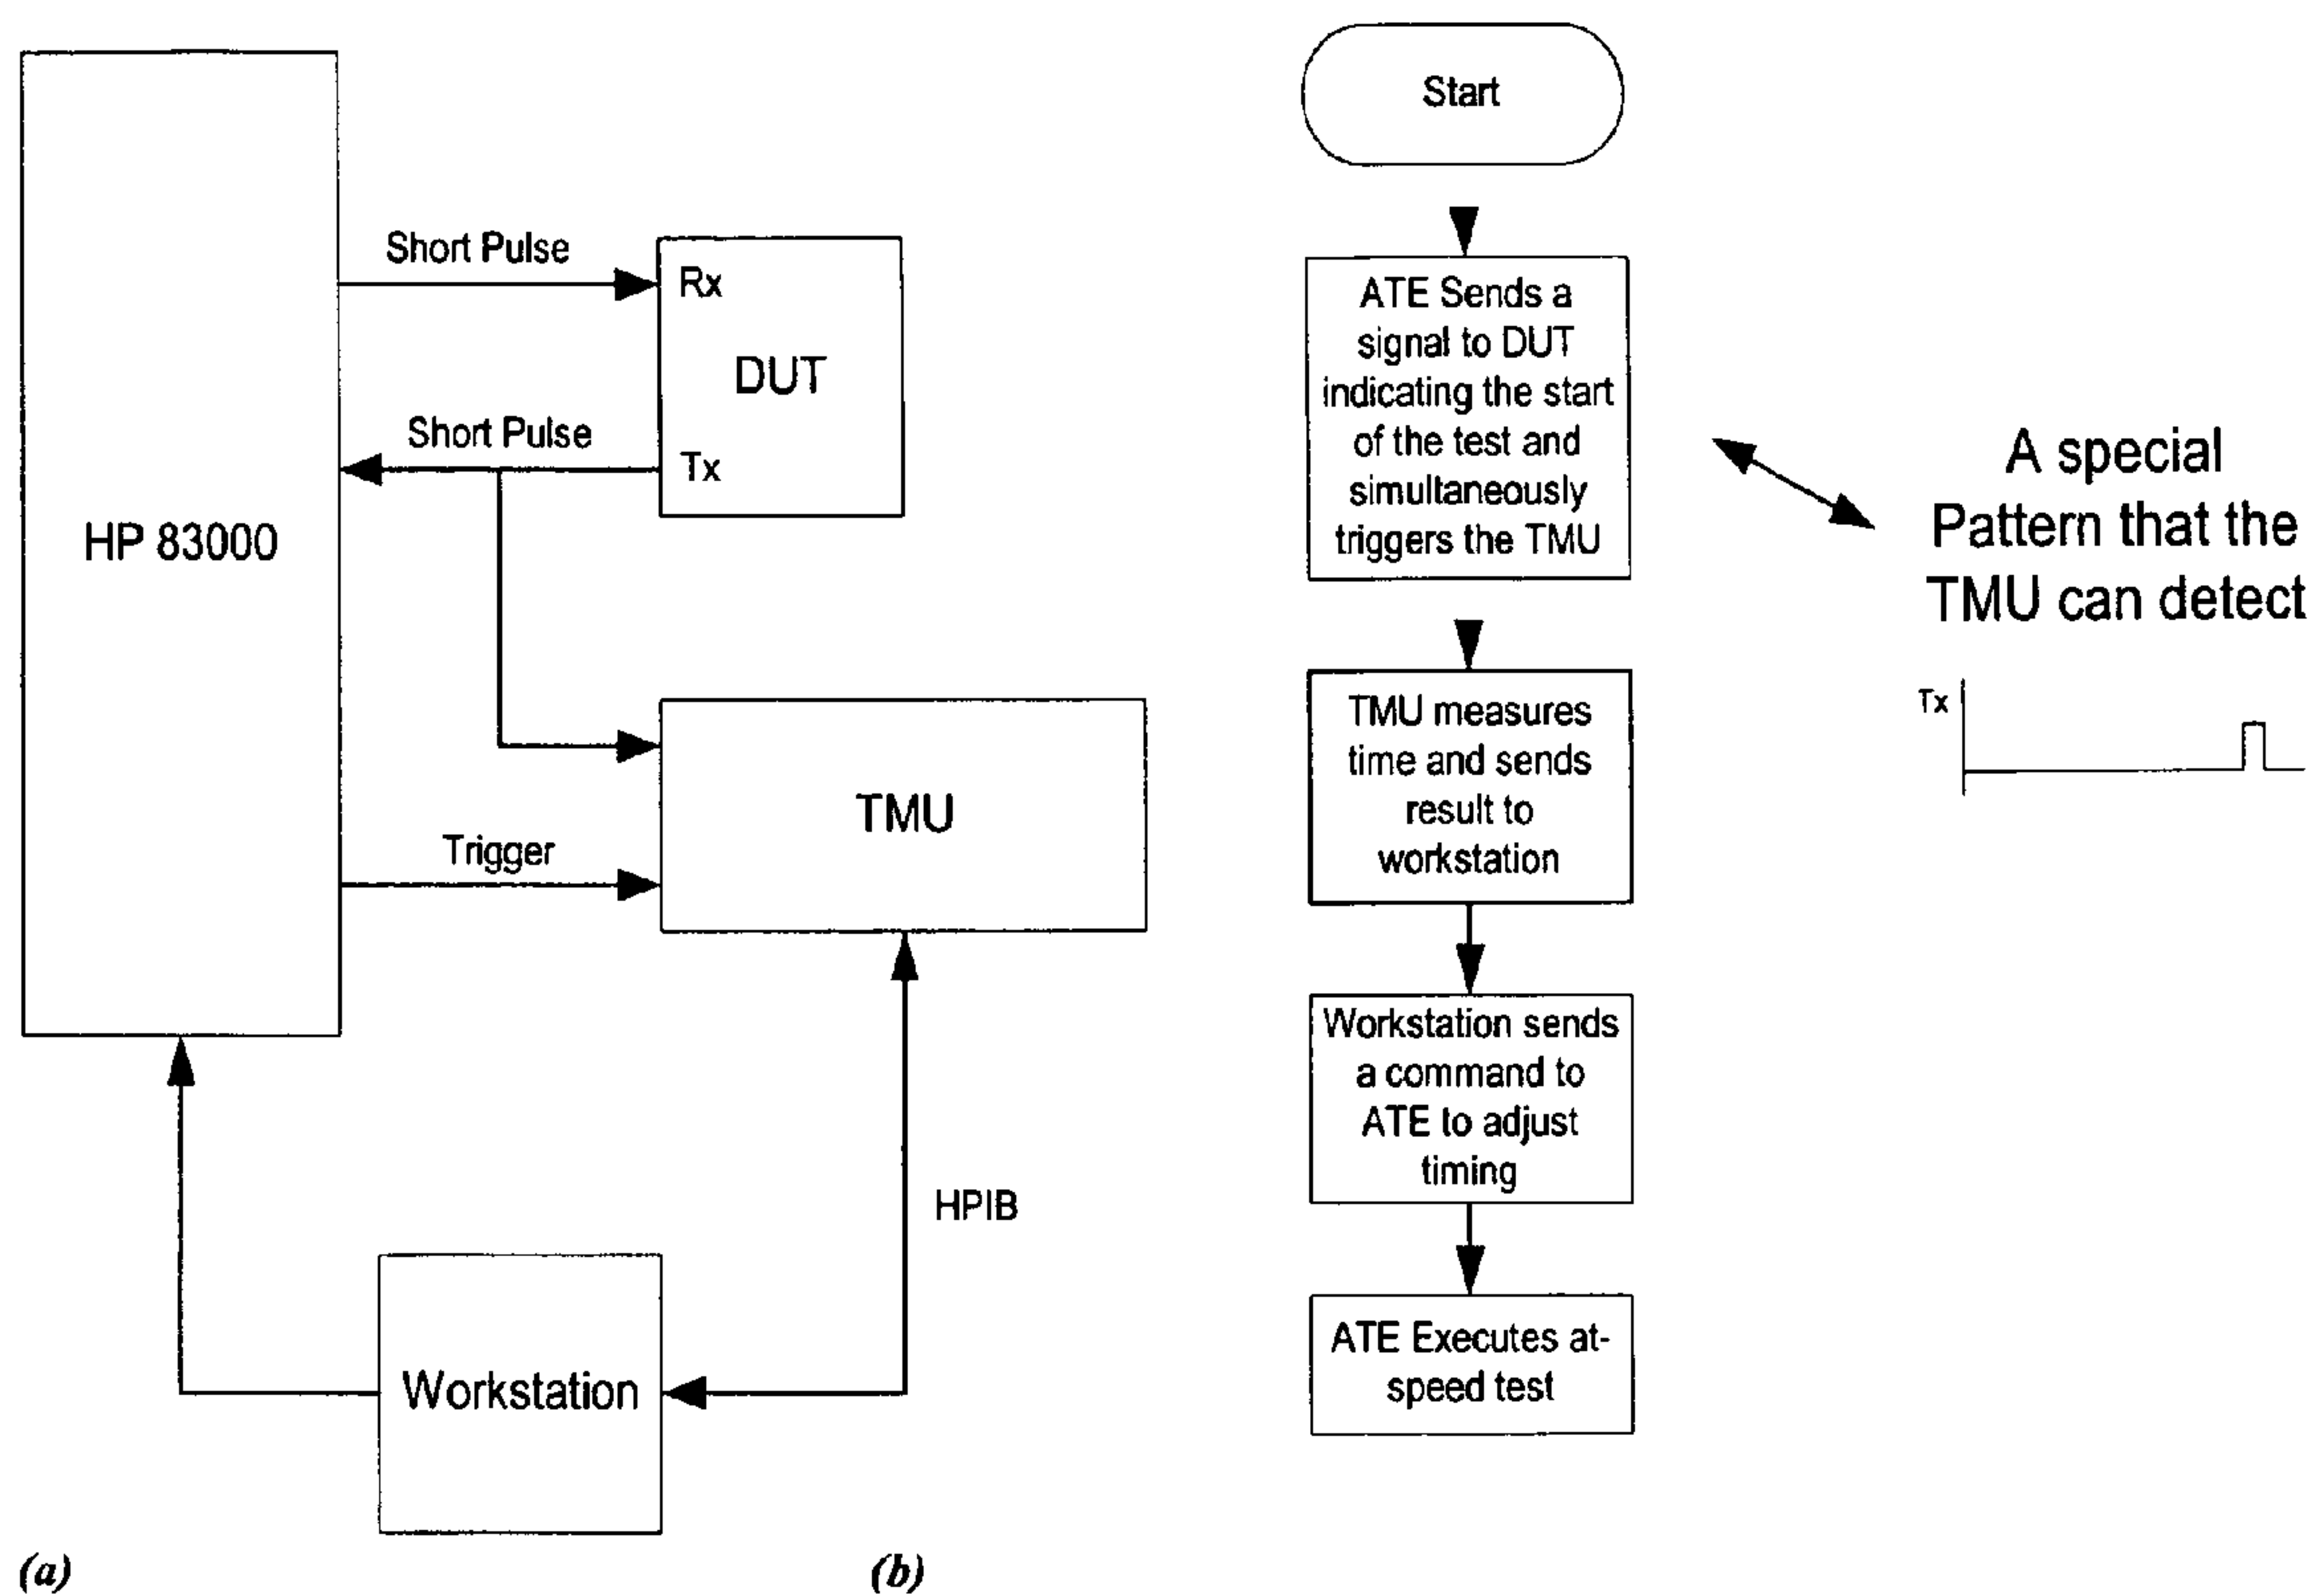 Short Pulse
Rx
DUT
Short Pulse
Tx
HP 83000
TMU
Trigger
HPIB
Workstation
(a)
Start
ATE Sends a
signal to DUT
indicating the start
of the test and
simultaneously
triggers the TMU
TMU measures
time and sends
result to
workstation
Workstation sends
a command to
ATE to adjust
timing
ATE Executes at-
speed test
A special
Pattern that the
TMU can detect
Tx
(b)